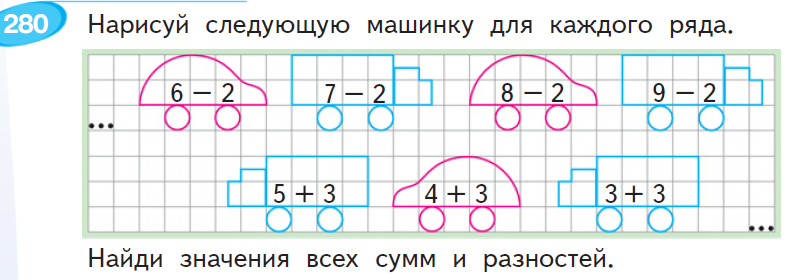 280 Нарисуй следующую машинку для каждого ряда.
6 − 2 7 − 2 8 − 2 9 − 2
...
5 + 3 4 + 3 3 + 3
...
Найди значения всех сумм и разностей.